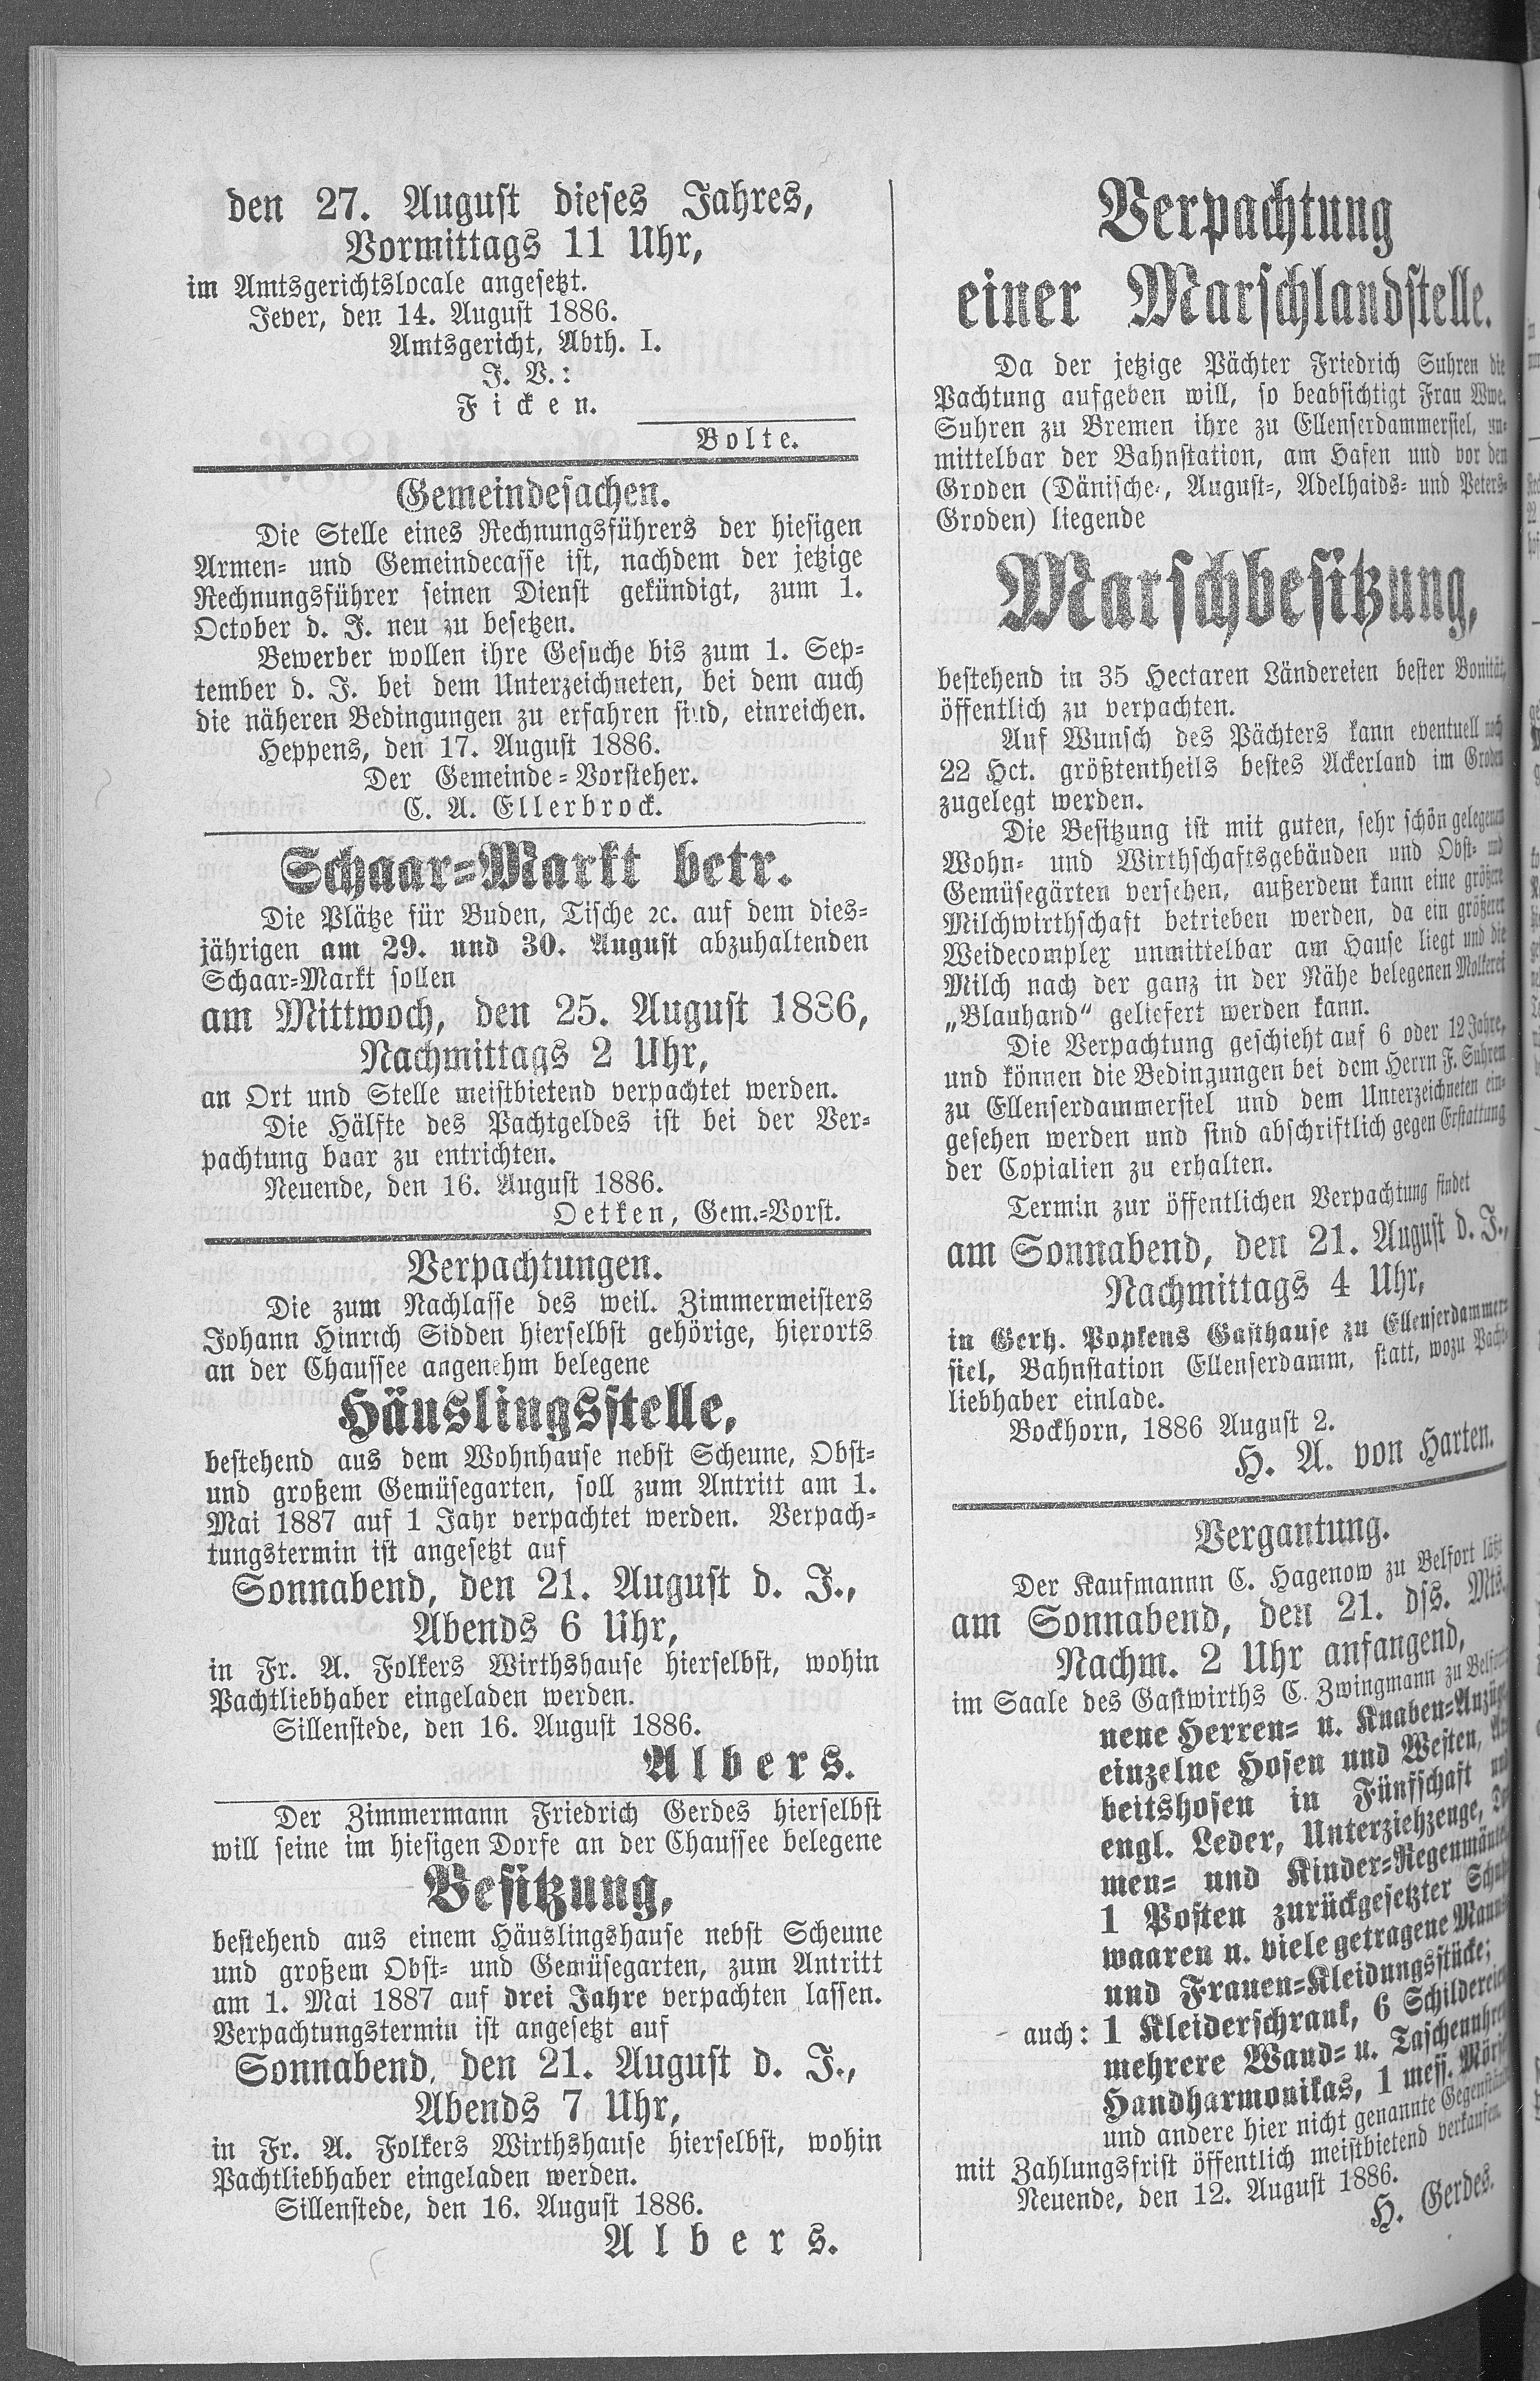 den 27. August dieses Jahres,
Vormittags 11 Uhr,
im Amtsgerichtslocale angesetzt.
Jever, den 14. August 1886.
Amtsgericht, Abth. I.
J. V.:
Ficken.
Bolte.
Gemeindesachen.
Die Stelle eines Rechnungsführers der hiesigen
Armen- und Gemeindecasse ist, nachdem der jetzige
Rechnungsführer seinen Dienst gekündigt, zum 1.
October d. J. neu zu besetzen.
Bewerber wollen ihre Gesuche bis zum 1. Sep-
tember d. J. bei dem Unterzeichneten, bei dem auch
die näheren Bedingungen zu erfahren sind, einreichen.
Heppens, den 17. August 1886.
Der Gemeinde-Vorsteher.
C. A. Ellerbrock.
Schaar-Markt betr.
Die Plätze für Buden, Tische ꝛc. auf dem dies-
jährigen am 29. und 30. August abzuhaltenden
Schaar-Markt sollen
am Mittwoch, den 25. August 1886,
Nachmittags 2 Uhr,
an Ort und Stelle meistbietend verpachtet werden.
Die Hälfte des Pachtgeldes ist bei der Ver-
pachtung baar zu entrichten.
Neuende, den 16. August 1886.
Oetken, Gem.-Vorst.
Verpachtungen.
Die zum Nachlasse des weil. Zimmermeisters
Johann Hinrich Sidden hierselbst gehörige, hierorts
an der Chaussee angenehm belegene
Häuslingsstelle,
bestehend aus dem Wohnhause nebst Scheune, Obst-
und großem Gemüsegarten, soll zum Antritt am 1.
Mai 1887 auf 1 Jahr verpachtet werden. Verpach-
tungstermin ist angesetzt auf
Sonnabend, den 21. August d. J.,
Abends 6 Uhr,
in Fr. A. Folkers Wirthshause hierselbst, wohin
Pachtliebhaber eingeladen werden.
Sillenstede, den 16. August 1886.
Albers.
Der Zimmermann Friedrich Gerdes hierselbst
will seine im hiesigen Dorfe an der Chaussee belegene
Besitzung,
bestehend aus einem Häuslingshause nebst Scheune
und großem Obst- und Gemüsegarten, zum Antritt
am 1. Mai 1887 auf drei Jahre verpachten lassen.
Verpachtungstermin ist angesetzt auf
Sonnabend, den 21. August d. J.,
Abends 7 Uhr,
in Fr. A. Folkers Wirthshause hierselbst, wohin
Pachtliebhaber eingeladen werden.
Sillenstede, den 16. August 1886.
Albers.
Verpachtung
einer Marschlandstelle.
Da der jetzige Pächter Friedrich Suhren die
Pachtung aufgeben will, so beabsichtigt Frau Wwe.
Suhren zu Bremen ihre zu Ellenserdammersiel, un-
mittelbar der Bahnstation, am Hafen und vor den
Groden (Dänische-, August-, Adelhaids- und Peters-
Groden) liegende
Marschbesitzung,
bestehend in 35 Hectaren Ländereien bester Bonität,
öffentlich zu verpachten.
Auf Wunsch des Pächters kann eventuell noch
22 Hct. größtentheils bestes Ackerland im Groden
zugelegt werden.
Die Besitzung ist mit guten, sehr schön gelegenen
Wohn- und Wirthschaftsgebäuden und Obst- und
Gemüsegärten versehen, außerdem kann eine größere
Milchwirthschaft betrieben werden, da ein größerer
Weidecomplex unmittelbar am Hause liegt und die
Milch nach der ganz in der Nähe belegenen Molkerei
„Blauhand“ geliefert werden kann.
Die Verpachtung geschieht auf 6 oder 12 Jahre,
und können die Bedingungen bei dem Herrn F. Suhren
zu Ellenserdammersiel und dem Unterzeichneten ein-
gesehen werden und sind abschriftlich gegen Erstattung
der Copialien zu erhalten.
Termin zur öffentlichen Verpachtung findet
am Sonnabend, den 21. August d. J.,
Nachmittags 4 Uhr,
in Gerh. Popkens Gasthause zu Ellenserdammer-
siel, Bahnstation Ellenserdamm, statt, wozu Pacht-
liebhaber einlade.
Bockhorn, 1886 August 2.
H. A. von Harten.
Vergantung.
Der Kaufmannn C. Hagenow zu Belfort läßt
am Sonnabend, den 21. dss. Mts.,
Nachm. 2 Uhr anfangend,
im Saale des Gastwirths C. Zwingmann zu Belfort
neue Herren- u. Knaben-Anzüge,
einzelne Hosen und Westen, Ar-
beitshosen in Fünfschaft und
engl. Leder, Unterziehzeuge, Da-
men- und Kinder-Regenmäntel,
1 Posten zurückgesetzter Schuh-
waaren u. viele getragene Manns-
und Frauen-Kleidungsstücke;
auch: 1 Kleiderschrank, 6 Schildereien,
mehrere Wand- u. Taschenuhren,
Handharmonikas, 1 mess. Mörser
und andere hier nicht genannte Gegenstände
mit Zahlungsfrist öffentlich meistbietend verkaufen.
Neuende, den 12. August 1886.
H. Gerdes.